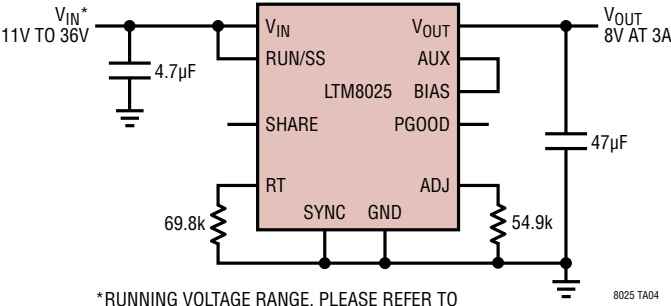 VIN*
11V TO 36V
4.7µF
VIN
RUN/SS
SHARE
RT
LTM8025
VOUT
AUX
BIAS
PGOOD
ADJ
SYNC GND
VOUT
8V AT 3A
47µF
69.8k
54.9k
*RUNNING VOLTAGE RANGE. PLEASE REFER TO
8025 TA04